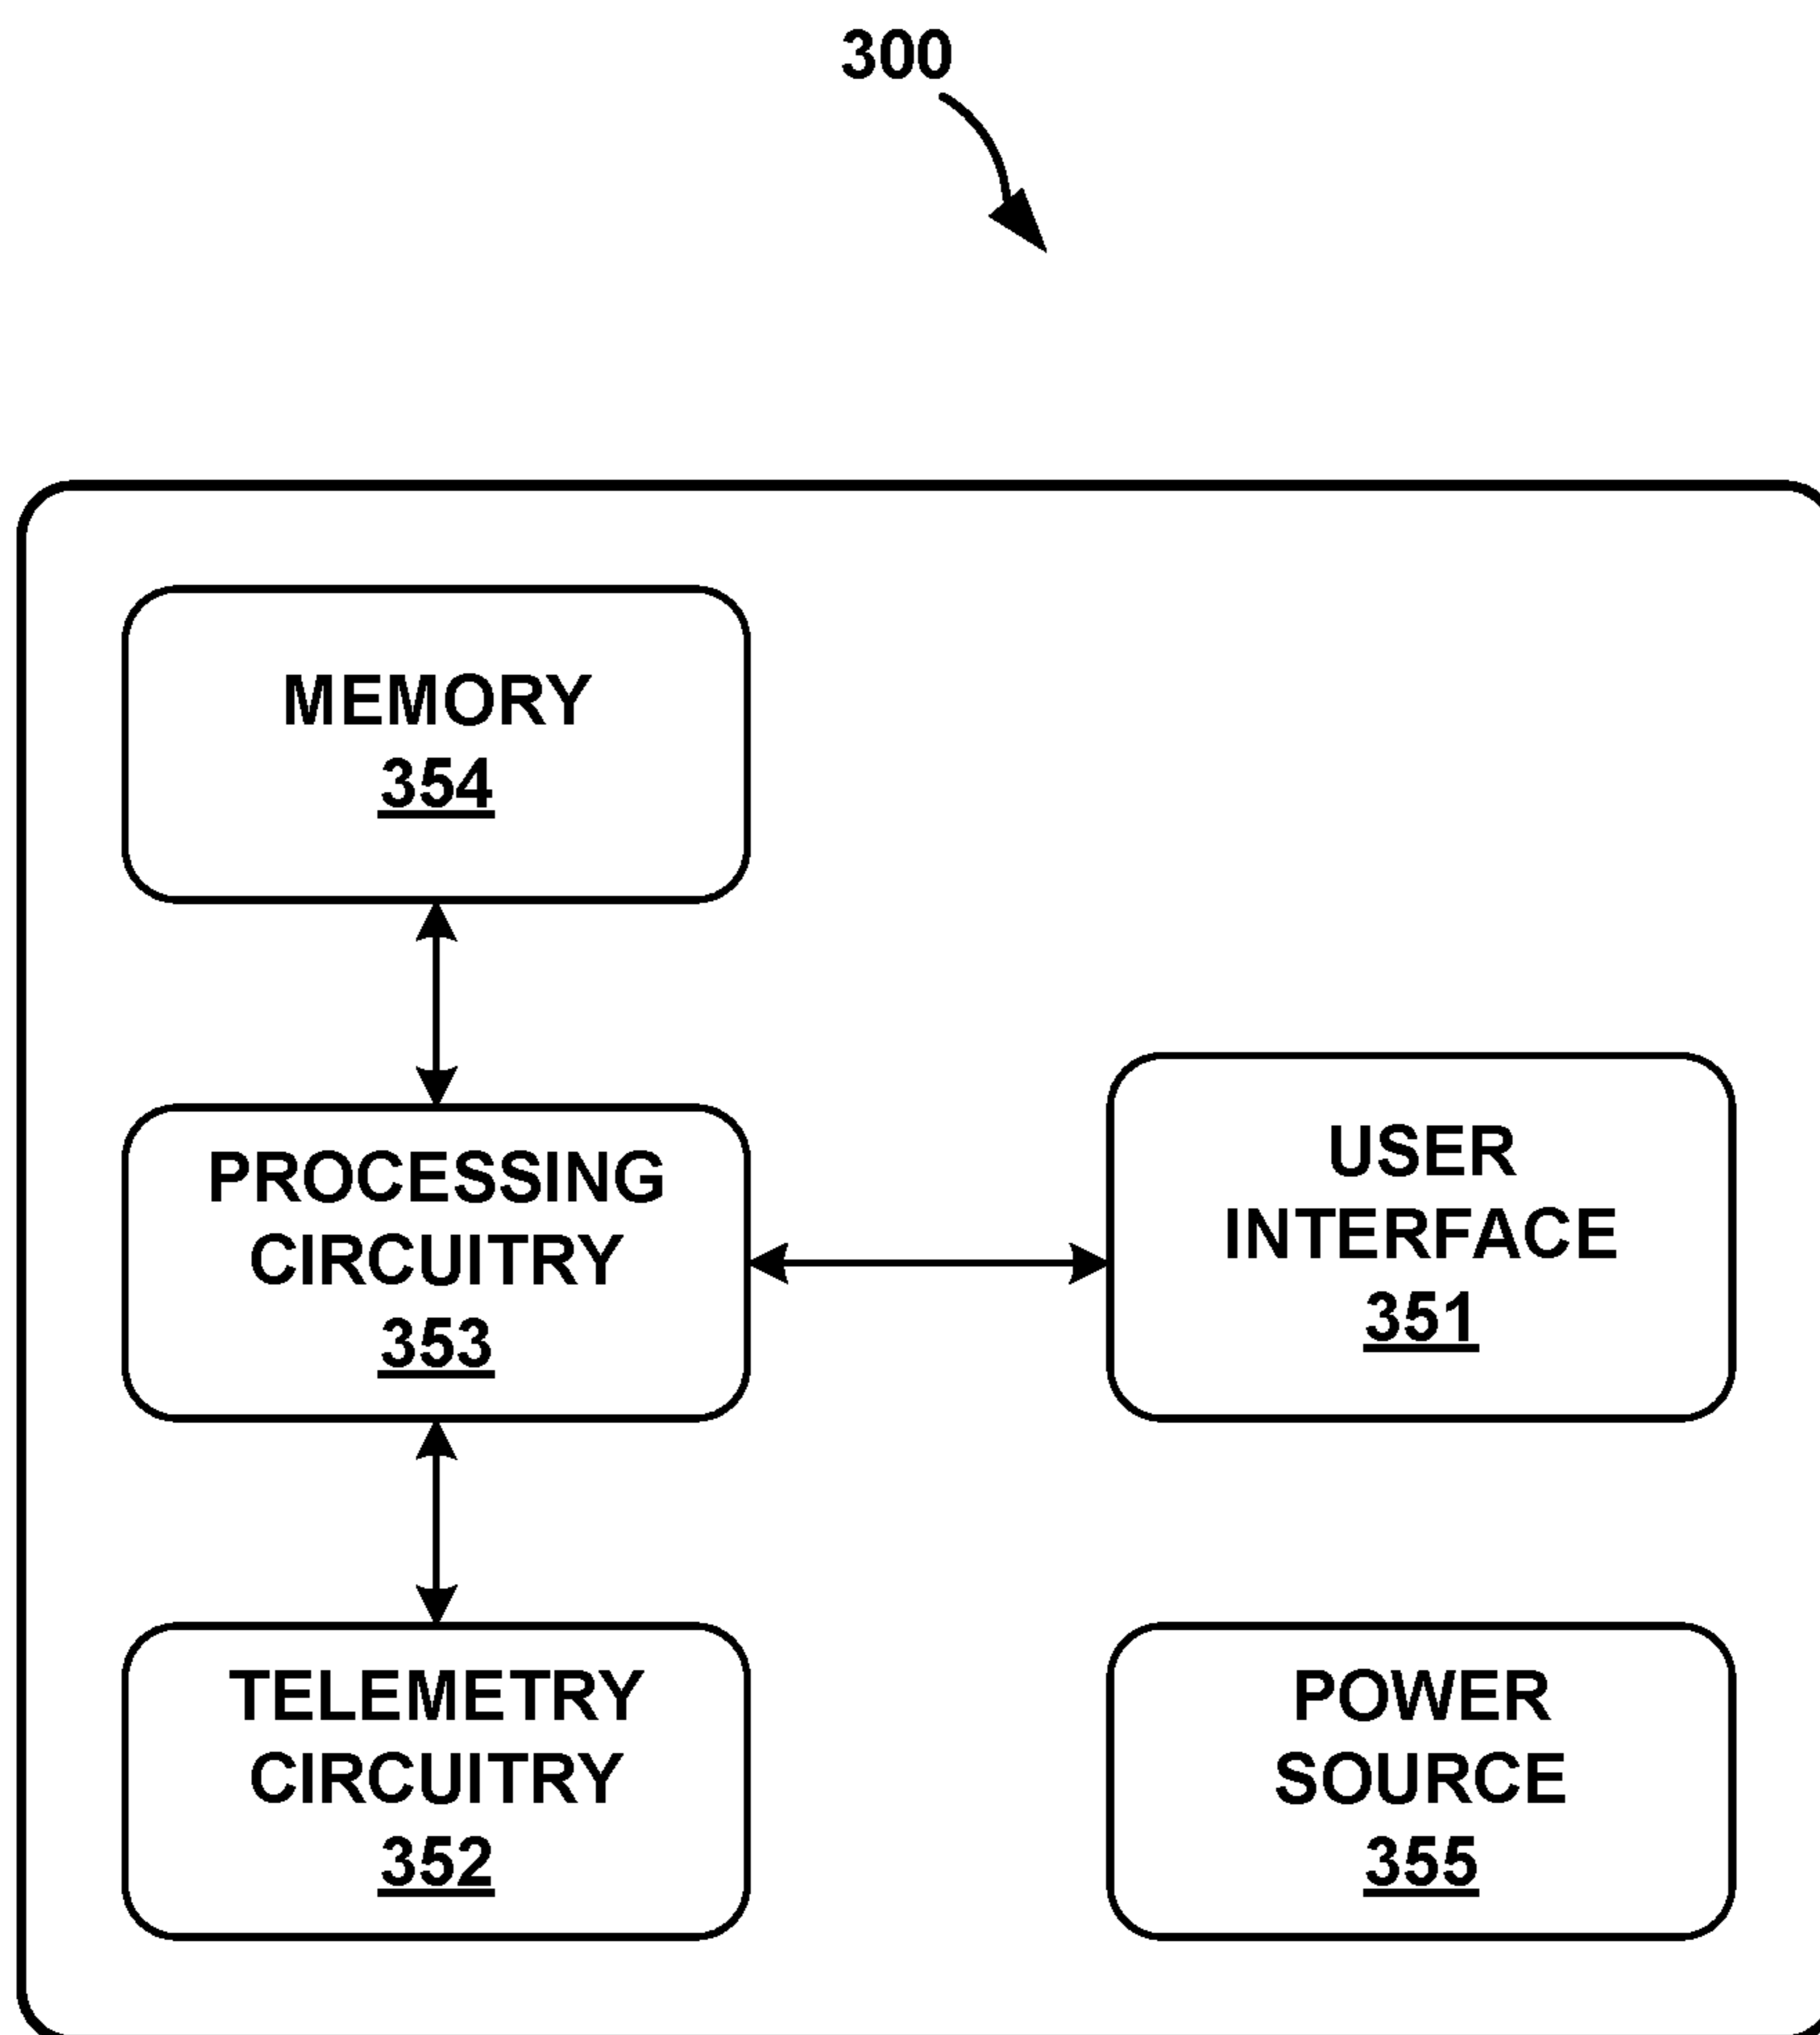 300
MEMORY
354
PROCESSING
CIRCUITRY
353
USER
INTERFACE
351
TELEMETRY
CIRCUITRY
352
POWER
SOURCE
355